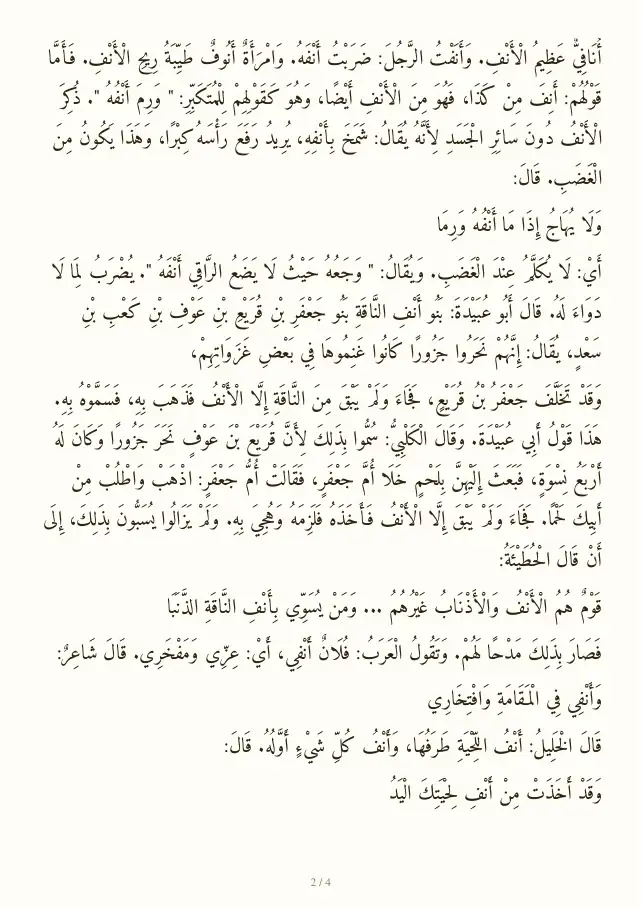 أُنَافِيٌّ عَظِيمُ الْأَنْفِ. وَأَنَفْتُ الرَّجُلَ: ضَرَبْتُ أَنْفَهُ. وَامْرَأَةٌ أَنُوفٌ طَيِّبَةُ رِيحِ الْأَنْفِ. فَأَمَّا
قَوْلُهُمْ: أَنِفَ مِنْ كَذَا، فَهُوَ مِنَ الْأَنْفِ أَيْضًا، وَهُوَ كَقَوْلِهِمْ لِلْمُتَكَبِّرِ: " وَرِمَ أَنْفُهُ ". ذُكِرَ
الْأَنْفُ دُونَ سَائِرِ الْجَسَدِ لِأَنَّهُ يُقَالُ: شَمَخَ بِأَنْفِهِ، يُرِيدُ رَفَعَ رَأْسَهُ كِبْرًا، وَهَذَا يَكُونُ مِنَ
الْغَضَبِ. قَالَ:
وَلَا يُهَاجُ إِذَا مَا أَنْفُهُ وَرِمَا
أَيْ: لَا يُكَلَّمُ عِنْدَ الْغَضَبِ. وَيُقَالُ: " وَجَعُهُ حَيْثُ لَا يَضَعُ الرَّاقِي أَنْفَهُ ". يُضْرَبُ لِمَا لَا
دَوَاءَ لَهُ. قَالَ أَبُو عُبَيْدَةَ: بَنُو أَنْفِ النَّاقَةِ بَنُو جَعْفَرِ بْنِ قُرَيْعِ بْنِ عَوْفِ بْنِ كَعْبِ بْنِ
سَعْدٍ، يُقَالُ: إِنَّهُمْ نَحَرُوا جَزُورًا كَانُوا غَنِمُوهَا فِي بَعْضِ غَزَوَاتِهِمْ،
وَقَدْ تَخَلَّفَ جَعْفَرُ بْنُ قُرَيْعٍ، فَجَاءَ وَلَمْ يَبْقَ مِنَ النَّاقَةِ إِلَّا الْأَنْفُ فَذَهَبَ بِهِ، فَسَمَّوْهُ بِهِ.
هَذَا قَوْلُ أَبِي عُبَيْدَةَ. وَقَالَ الْكَلْبِيُّ: سُمُّوا بِذَلِكَ لِأَنَّ قُرَيْعَ بْنَ عَوْفٍ نَحَرَ جَزُورًا وَكَانَ لَهُ
أَرْبَعُ نِسْوَةٍ، فَبَعَثَ إِلَيْهِنَّ بِلَحْمٍ خَلَا أُمَّ جَعْفَرٍ، فَقَالَتْ أُمُّ جَعْفَرٍ: اذْهَبْ وَاطْلُبْ مِنْ
أَبِيكَ لَحْمًا. فَجَاءَ وَلَمْ يَبْقَ إِلَّا الْأَنْفُ فَأَخَذَهُ فَلَزِمَهُ وَهُجِيَ بِهِ. وَلَمْ يَزَالُوا يُسَبُّونَ بِذَلِكَ، إِلَى
أَنْ قَالَ الْحُطَيْئَةُ:
قَوْمٌ هُمُ الْأَنْفُ وَالْأَذْنَابُ غَيْرُهُمُ ... وَمَنْ يُسَوِّي بِأَنْفِ النَّاقَةِ الذَّنَبَا
فَصَارَ بِذَلِكَ مَدْحًا لَهُمْ. وَتَقُولُ الْعَرَبُ: فُلَانٌ أَنْفِي، أَيْ: عِزِّي وَمَفْخَرِي. قَالَ شَاعِرٌ:
وَأَنْفِي فِي الْمَقَامَةِ وَافْتِخَارِي
قَالَ الْخَلِيلُ: أَنْفُ اللِّحْيَةِ طَرَفُهَا، وَأَنْفُ كُلِّ شَيْءٍ أَوَّلُهُ. قَالَ:
وَقَدْ أَخَذَتْ مِنْ أَنْفِ لِحْيَتِكَ الْيَدُ
2 / 4